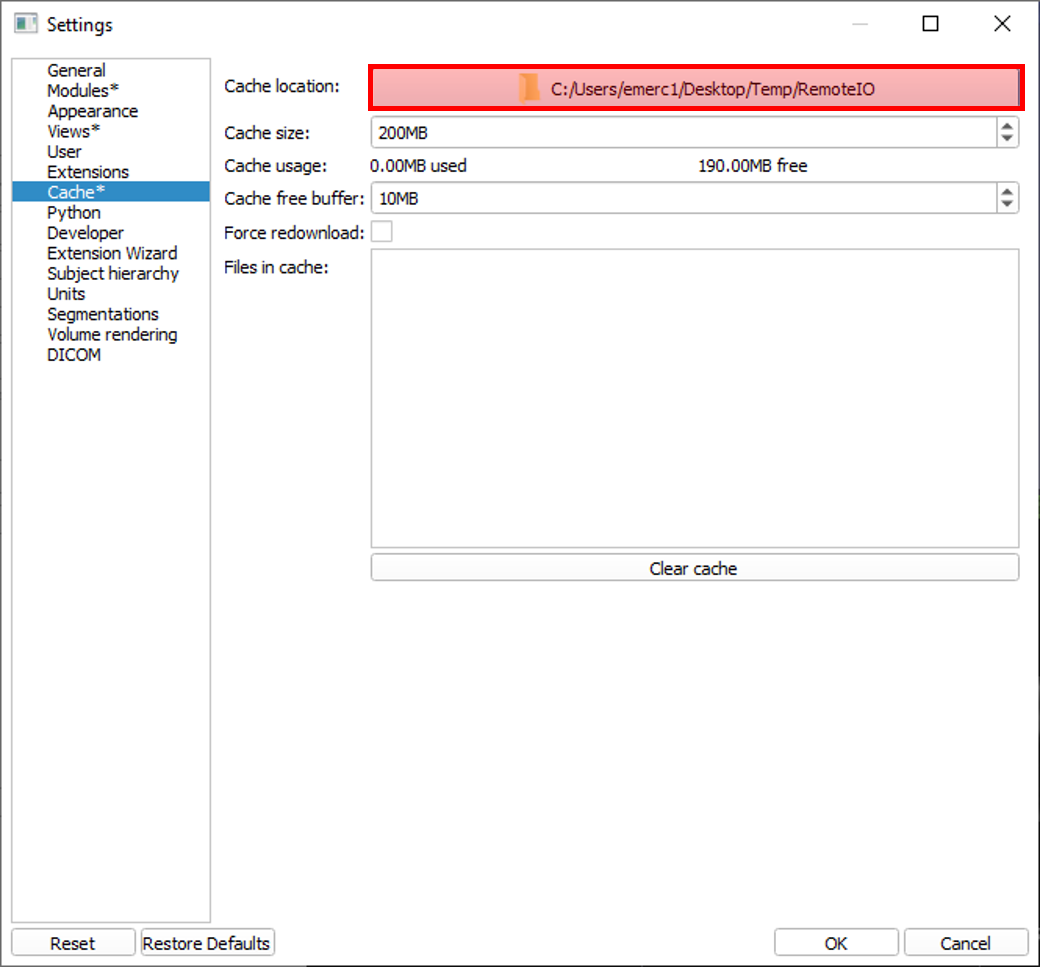 Settings
General
Modules*
Appearance
Views*
User
Extensions
Cache*
Python
Developer
Extension Wizard
Subject hierarchy
Units
Segmentations
Volume rendering
DICOM
Cache location: C:/Users/emerc1/Desktop/Temp/RemoteIO
Cache size: 200MB
Cache usage: 0.00MB used 190.00MB free
Cache free buffer: 10MB
Force redownload:
Files in cache:
Clear cache
Reset Restore Defaults OK Cancel